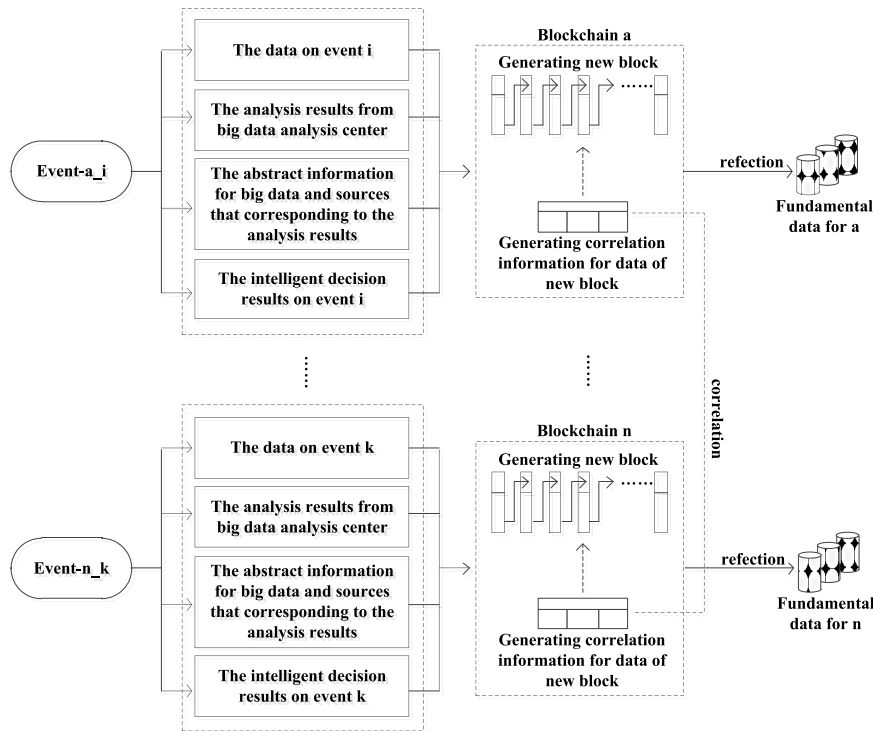 Event-a_i
The data on event i
The analysis results from
big data analysis center
The abstract information
for big data and sources
that corresponding to the
analysis results
The intelligent decision
results on event i
Blockchain a
Generating new block
Generating correlation
information for data of
new block
refection
Fundamental
data for a
correlation
Event-n_k
The data on event k
The analysis results from
big data analysis center
The abstract information
for big data and sources
that corresponding to the
analysis results
The intelligent decision
results on event k
Blockchain n
Generating new block
Generating correlation
information for data of
new block
refection
Fundamental
data for n